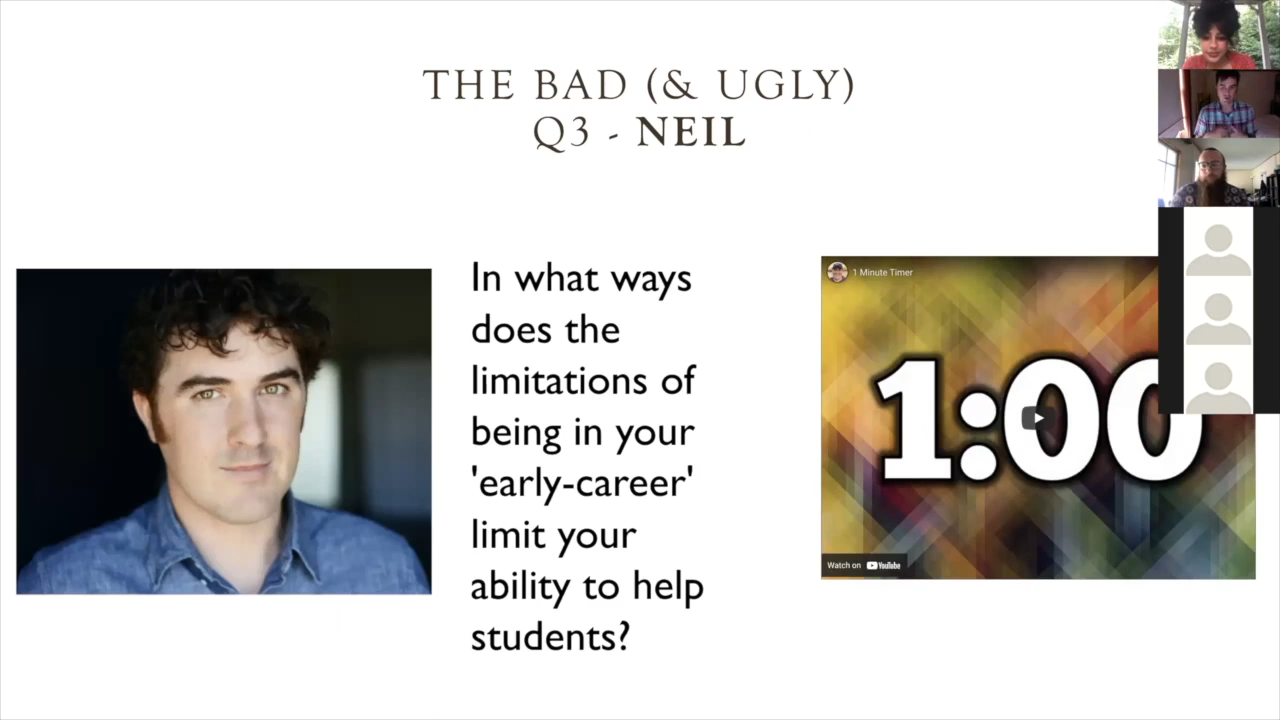 THE BAD (& UGLY)
Q3 - NEIL
In what ways
does the
limitations of
being in your
'early-career'
limit your
ability to help
students?
1 Minute Timer
1:00
Watch on YouTube